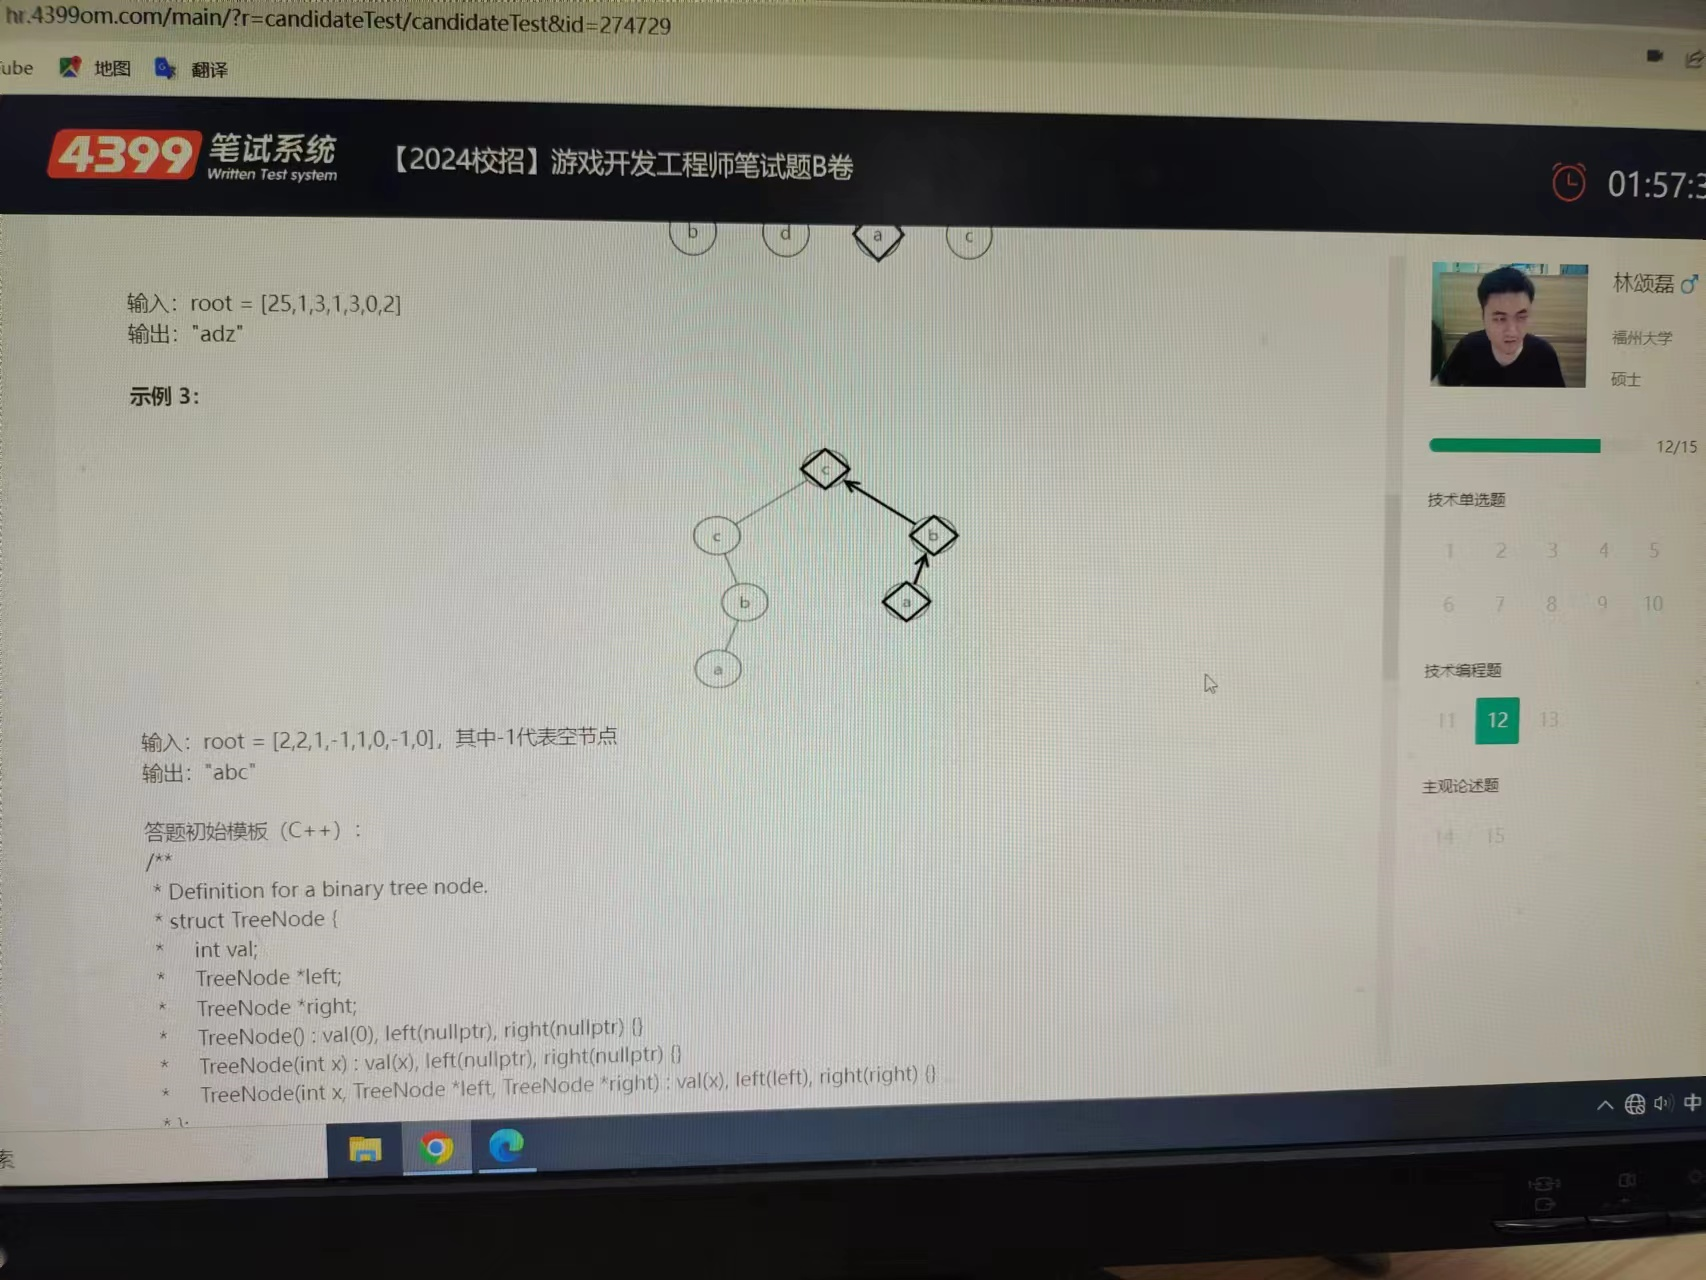 hr.4399om.com/main/?r=candidateTest/candidateTest&id=274729
ube 地图 翻译
4399 笔试系统
Written Test system
【2024校招】游戏开发工程师笔试题B卷
01:57:3
b d a c
输入：root = [25,1,3,1,3,0,2]
输出："adz"
示例 3：
c
c b
b a
a
输入：root = [2,2,1,-1,1,0,-1,0]，其中-1代表空节点
输出："abc"
答题初始模板（C++）：
/**
* Definition for a binary tree node.
* struct TreeNode {
* int val;
* TreeNode *left;
* TreeNode *right;
* TreeNode() : val(0), left(nullptr), right(nullptr) {}
* TreeNode(int x) : val(x), left(nullptr), right(nullptr) {}
* TreeNode(int x, TreeNode *left, TreeNode *right) : val(x), left(left), right(right) {}
林颂磊
福州大学
硕士
12/15
技术单选题
1 2 3 4 5
6 7 8 9 10
技术编程题
11 12 13
主观论述题
14 15
索
中